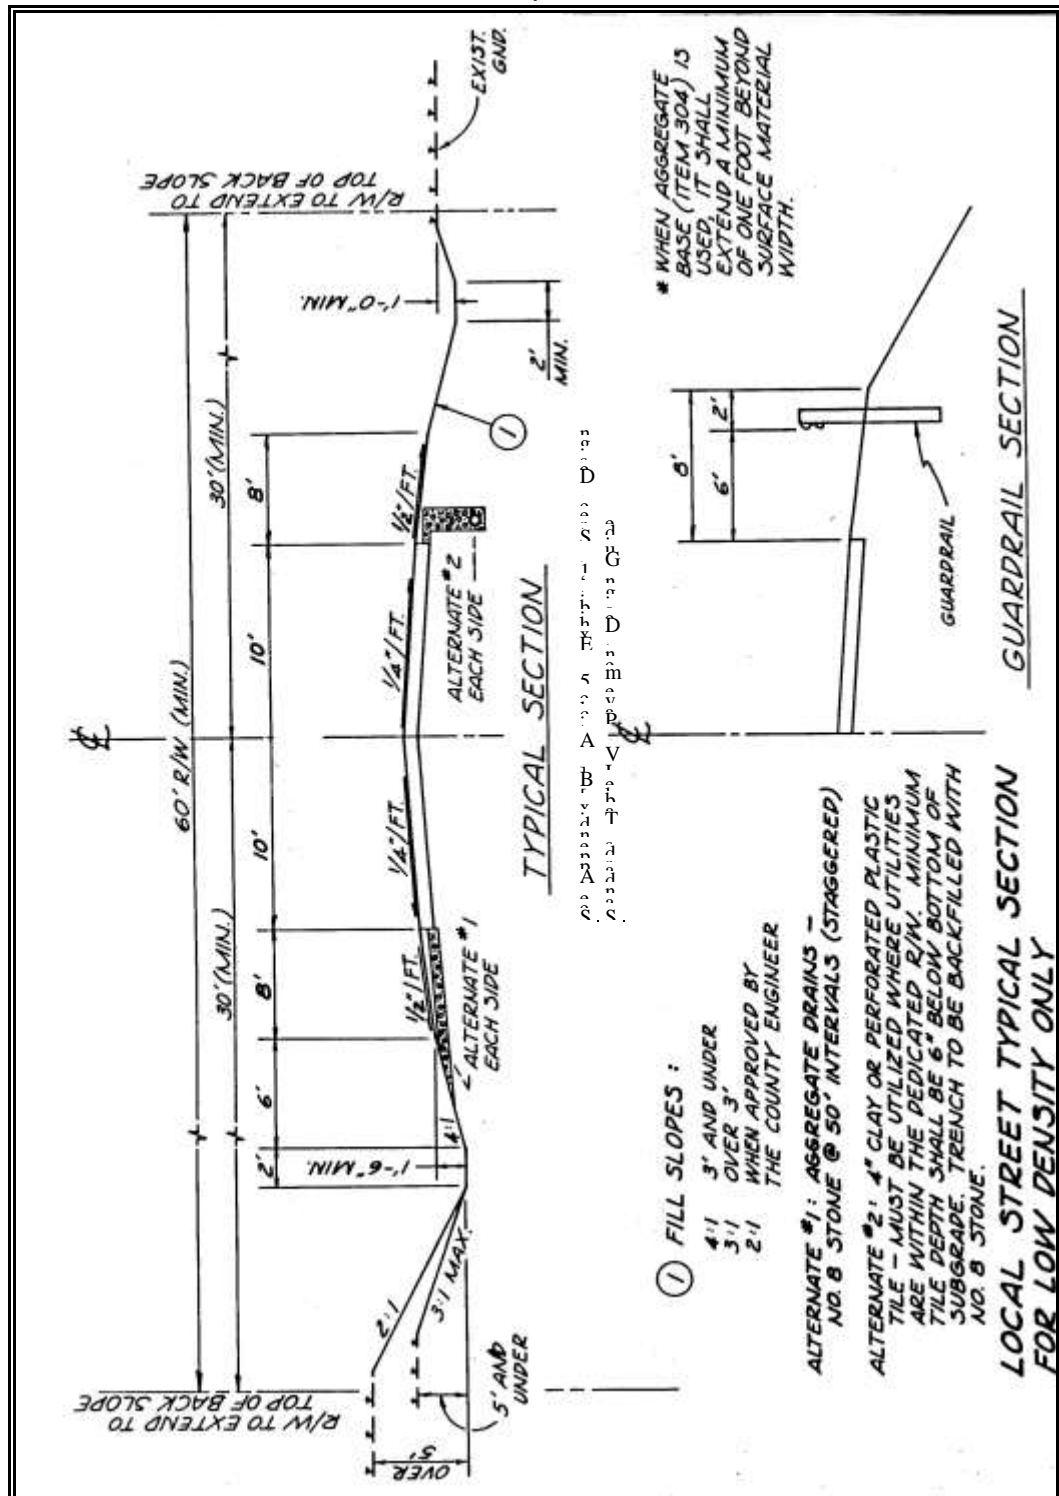 60' R/W (MIN.)
30' (MIN.)
30' (MIN.)
2'
6'
8'
10'
10'
8'
R/W TO EXTEND TO
TOP OF BACK SLOPE
R/W TO EXTEND TO
TOP OF BACK SLOPE
OVER
5'
5' AND
UNDER
2:1
3:1 MAX.
1'-6" MIN.
4:1
1/2"/FT.
1/4"/FT.
1/4"/FT.
1/2"/FT.
ALTERNATE #1
EACH SIDE
ALTERNATE #2
EACH SIDE
1
1'-0" MIN.
2'
MIN.
EXIST.
GND.
TYPICAL SECTION
1 FILL SLOPES :
4:1 3' AND UNDER
3:1 OVER 3'
2:1 WHEN APPROVED BY
THE COUNTY ENGINEER
ALTERNATE #1 : AGGREGATE DRAINS –
NO. 8 STONE @ 50' INTERVALS (STAGGERED)
ALTERNATE #2 : 4" CLAY OR PERFORATED PLASTIC
TILE – MUST BE UTILIZED WHERE UTILITIES
ARE WITHIN THE DEDICATED R/W. MINIMUM
TILE DEPTH SHALL BE 6" BELOW BOTTOM OF
SUBGRADE. TRENCH TO BE BACKFILLED WITH
NO. 8 STONE.
* WHEN AGGREGATE
BASE (ITEM 304) IS
USED, IT SHALL
EXTEND A MINIMUM
OF ONE FOOT BEYOND
SURFACE MATERIAL
WIDTH.
8'
6'
2'
GUARDRAIL
GUARDRAIL SECTION
LOCAL STREET TYPICAL SECTION
FOR LOW DENSITY ONLY